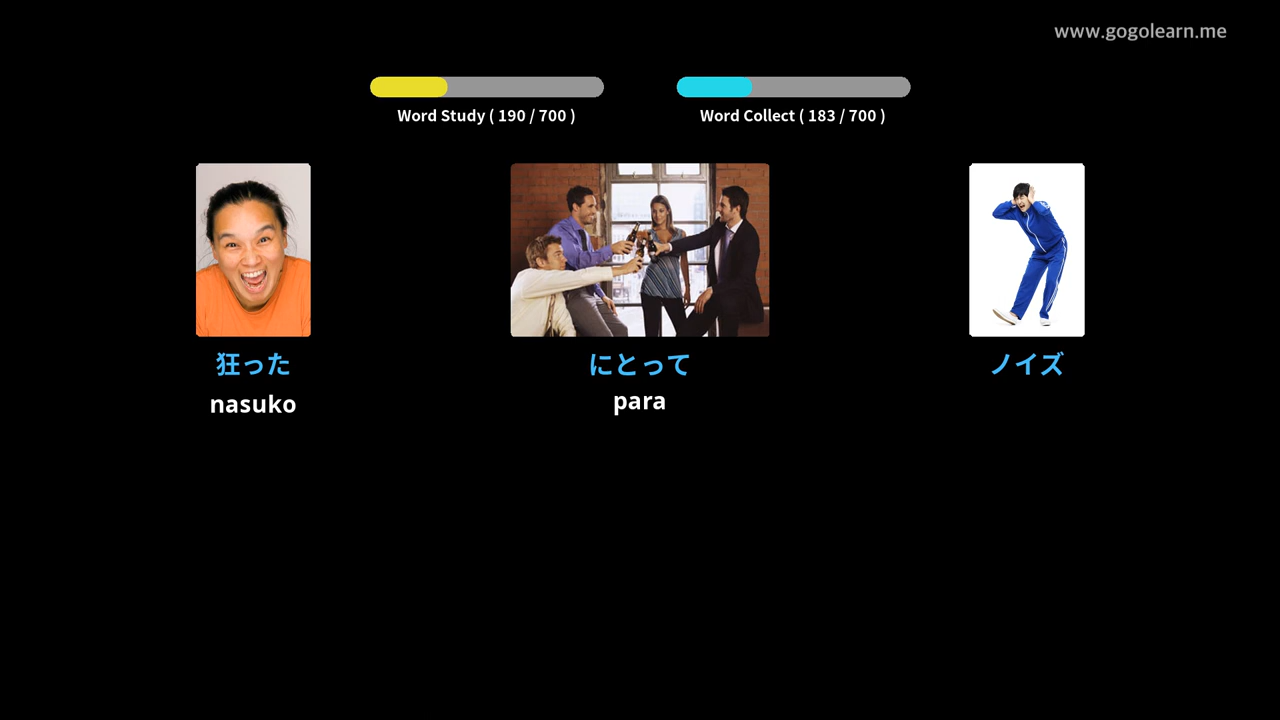 www.gogolearn.me
Word Study ( 190 / 700 )
Word Collect ( 183 / 700 )
狂った
nasuko
にとって
para
ノイズ